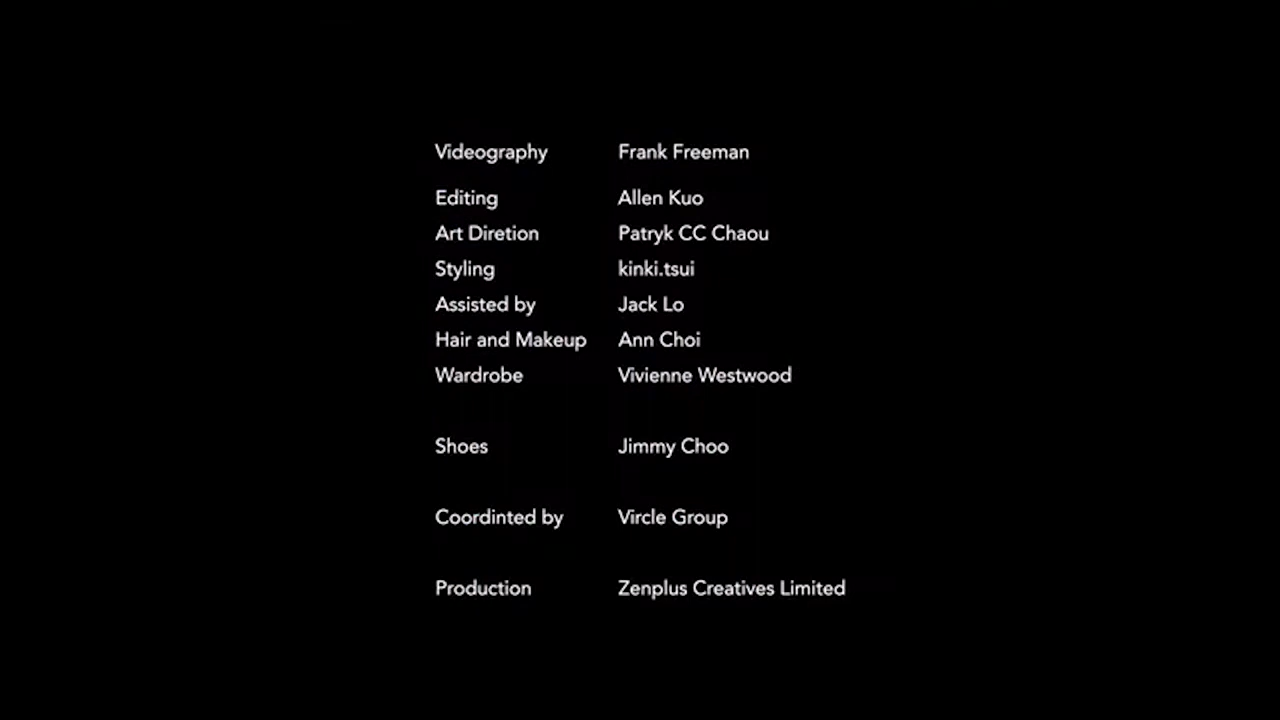 Videography Frank Freeman
Editing Allen Kuo
Art Diretion Patryk CC Chaou
Styling kinki.tsui
Assisted by Jack Lo
Hair and Makeup Ann Choi
Wardrobe Vivienne Westwood
Shoes Jimmy Choo
Coordinted by Vircle Group
Production Zenplus Creatives Limited